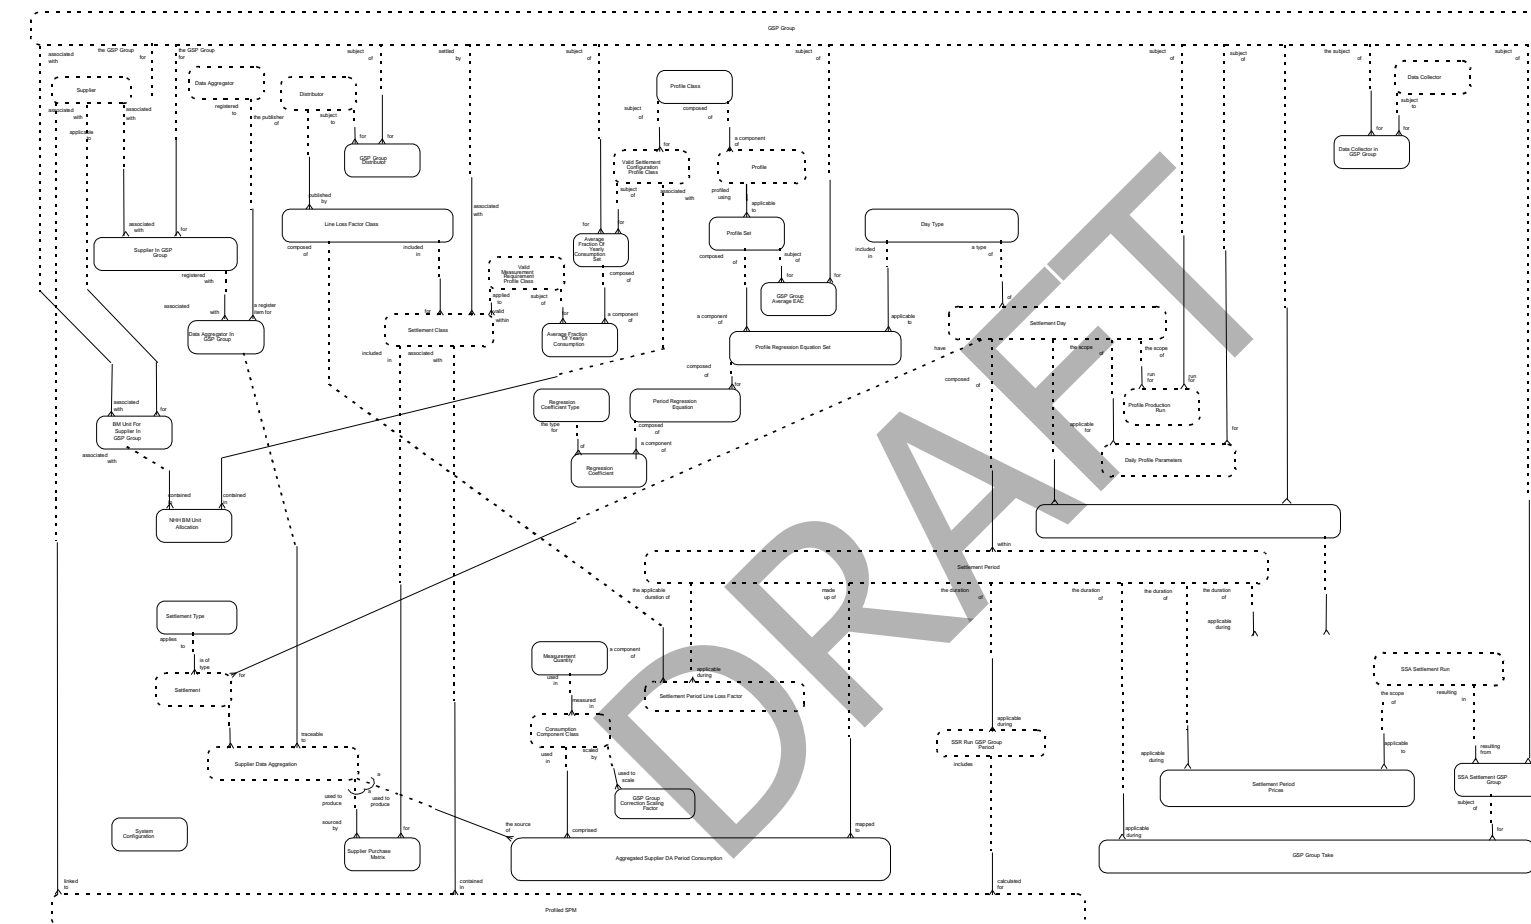 GSP Group
associated
with
the GSP Group
for
the GSP Group
for
subject
of
settled
by
subject
of
subject
of
subject
of
subject
of
the subject
of
subject
of
Supplier
Data Aggregator
Distributor
Profile Class
Data Collector
associated
with
applicable
to
associated
with
registered
to
the publisher
of
subject
to
for
for
subject
of
composed
of
subject
to
for
for
GSP Group
Distributor
for
a component
of
Valid Settlement
Configuration
Profile Class
Profile
Data Collector in
GSP Group
published
by
associated
with
subject
of
associated
with
profiled
using
applicable
to
associated
with
for
Line Loss Factor Class
for
for
Profile Set
Day Type
Supplier In GSP
Group
composed
of
included
in
Average
Fraction Of
Yearly
Consumption
Set
composed
of
subject
of
included
in
a type
of
registered
with
Valid
Measurement
Requirement
Profile Class
composed
of
for
for
associated
with
a register
item for
applied
to
subject
of
GSP Group
Average EAC
of
for
valid
within
for
a component
of
a component
of
applicable
to
Data Aggregator In
GSP Group
Settlement Class
Average Fraction
Of Yearly
Consumption
Profile Regression Equation Set
Settlement Day
included
in
associated
with
have
the scope
of
the scope
of
composed
of
composed
of
run
for
run
for
for
associated
with
for
Regression
Coefficient Type
Period Regression
Equation
Profile Production
Run
BM Unit For
Supplier In
GSP Group
the type
for
composed
of
applicable
for
for
associated
with
of
a component
of
Daily Profile Parameters
Regression
Coefficient
contained
in
contained
in
NHH BM Unit
Allocation
within
Settlement Period
the applicable
duration of
made
up of
the duration
of
the duration
of
the duration
of
the duration
of
Settlement Type
applicable
during
applies
to
is of
type
for
Measurement
Quantity
a component
of
SSA Settlement Run
Settlement
used
in
applicable
during
Settlement Period Line Loss Factor
the scope
of
resulting
in
measured
in
Consumption
Component Class
applicable
during
SSR Run GSP Group
Period
traceable
to
used
in
scaled
by
includes
applicable
during
applicable
to
resulting
from
Supplier Data Aggregation
a
a
used to
scale
Settlement Period
Prices
SSA Settlement GSP
Group
used to
produce
used to
produce
GSP Group
Correction Scaling
Factor
subject
of
System
Configuration
sourced
by
for
the source
of
comprised
mapped
to
applicable
during
for
Supplier Purchase
Matrix
Aggregated Supplier DA Period Consumption
GSP Group Take
linked
to
contained
in
calculated
for
Profiled SPM
DRAFT